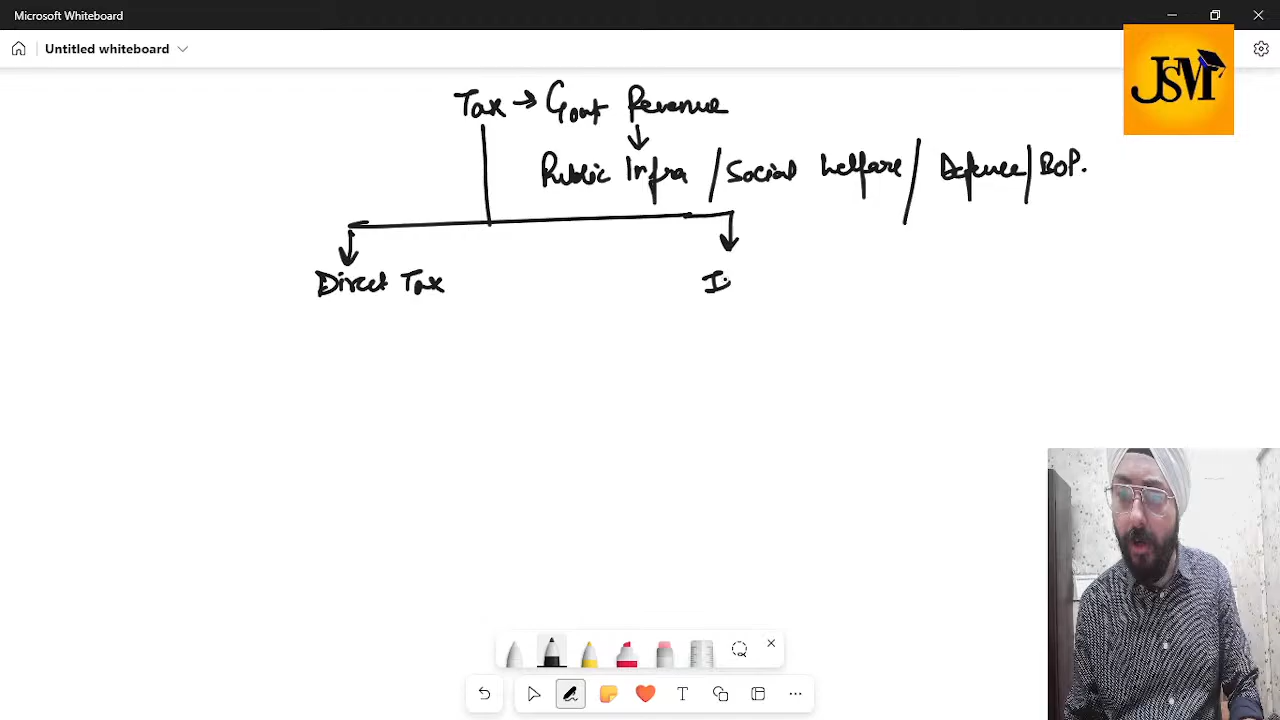 Microsoft Whiteboard
Untitled whiteboard
JSM
Tax → Govt Revenue
Public Infra / Social Welfare / Defence / BOP.
Direct Tax
I